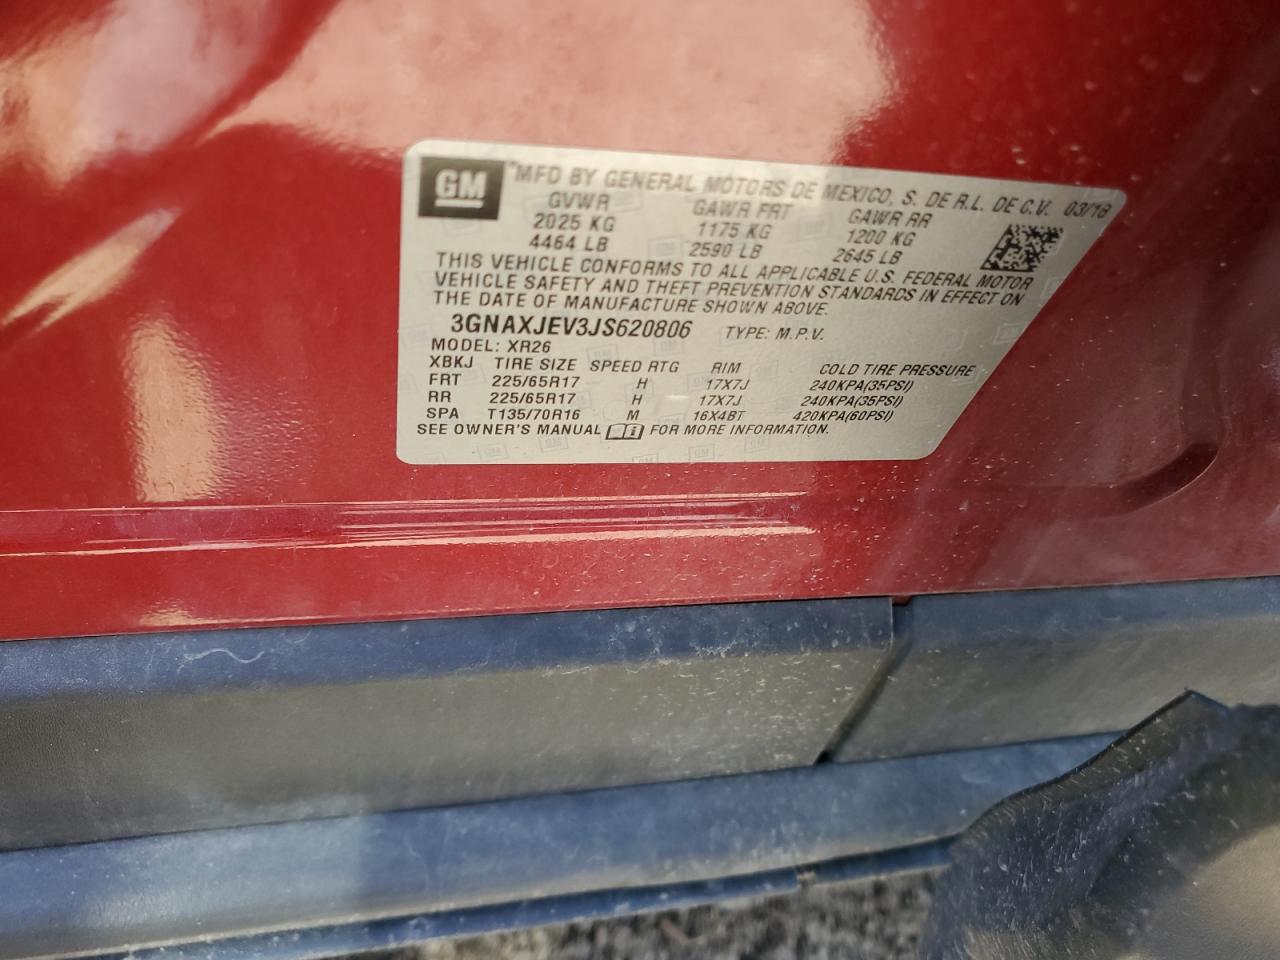 GM MFD BY GENERAL MOTORS DE MEXICO, S. DE R.L. DE C.V. 03/18
GVWR GAWR FRT GAWR RR
2025 KG 1175 KG 1200 KG
4464 LB 2590 LB 2645 LB
THIS VEHICLE CONFORMS TO ALL APPLICABLE U.S. FEDERAL MOTOR
VEHICLE SAFETY AND THEFT PREVENTION STANDARDS IN EFFECT ON
THE DATE OF MANUFACTURE SHOWN ABOVE.
3GNAXJEV3JS620806 TYPE: M.P.V.
MODEL: XR26
XBKJ TIRE SIZE SPEED RTG RIM COLD TIRE PRESSURE
FRT 225/65R17 H 17X7J 240KPA(35PSI)
RR 225/65R17 H 17X7J 240KPA(35PSI)
SPA T135/70R16 M 16X4BT 420KPA(60PSI)
SEE OWNER'S MANUAL FOR MORE INFORMATION.